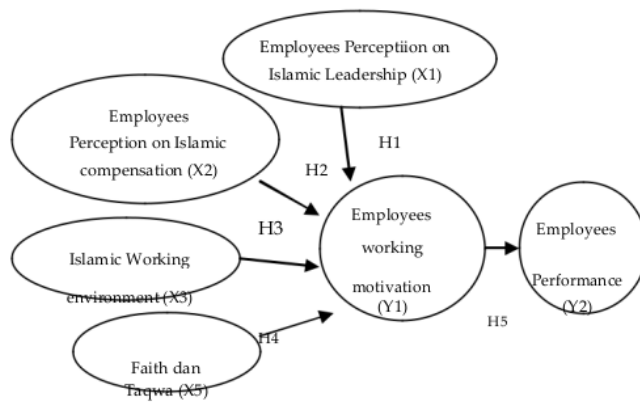 Employees Perceptiion on
Islamic Leadership (X1)
H1
Employees
Perception on Islamic
compensation (X2)
H2
H3
Islamic Working
environment (X3)
H4
Faith dan
Taqwa (X5)
Employees
working
motivation
(Y1)
H5
Employees
Performance
(Y2)